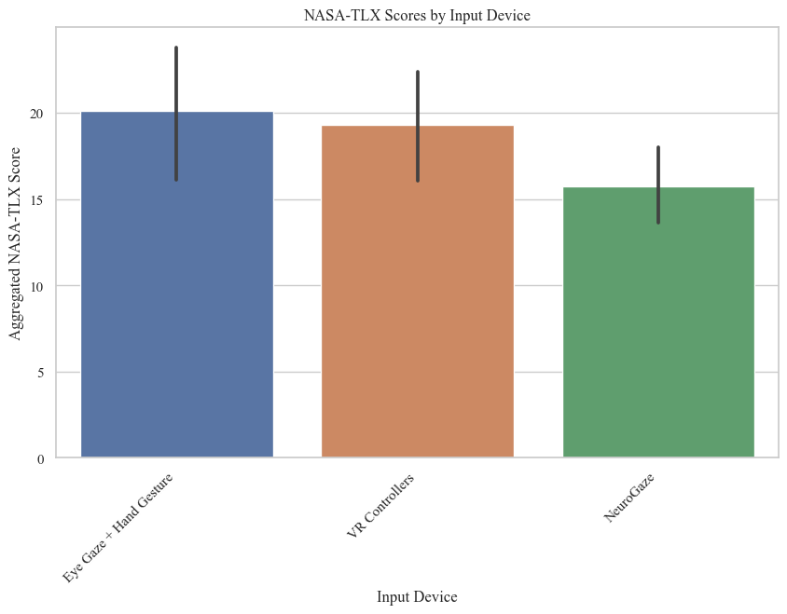 NASA-TLX Scores by Input Device
Aggregated NASA-TLX Score
20
15
10
5
0
Eye Gaze + Hand Gesture
VR Controllers
NeuroGaze
Input Device